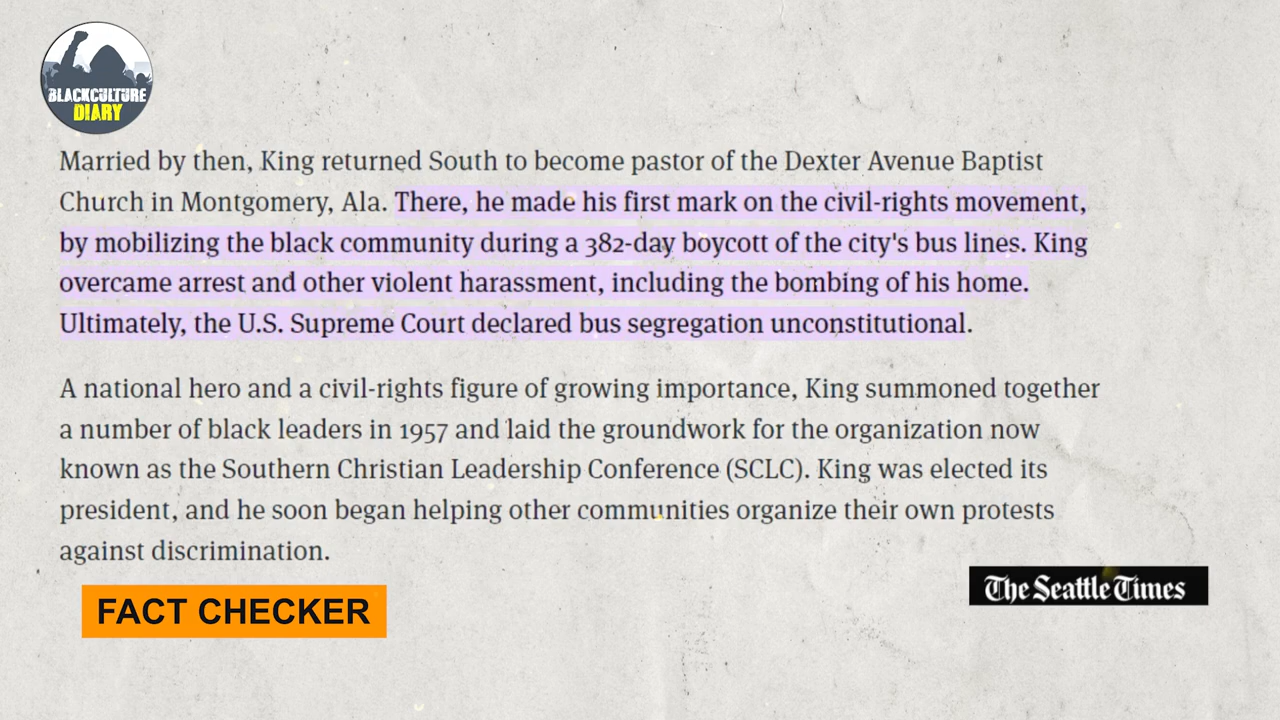 BLACKCULTURE
DIARY
Married by then, King returned South to become pastor of the Dexter Avenue Baptist
Church in Montgomery, Ala. There, he made his first mark on the civil-rights movement,
by mobilizing the black community during a 382-day boycott of the city's bus lines. King
overcame arrest and other violent harassment, including the bombing of his home.
Ultimately, the U.S. Supreme Court declared bus segregation unconstitutional.
A national hero and a civil-rights figure of growing importance, King summoned together
a number of black leaders in 1957 and laid the groundwork for the organization now
known as the Southern Christian Leadership Conference (SCLC). King was elected its
president, and he soon began helping other communities organize their own protests
against discrimination.
The Seattle Times
FACT CHECKER